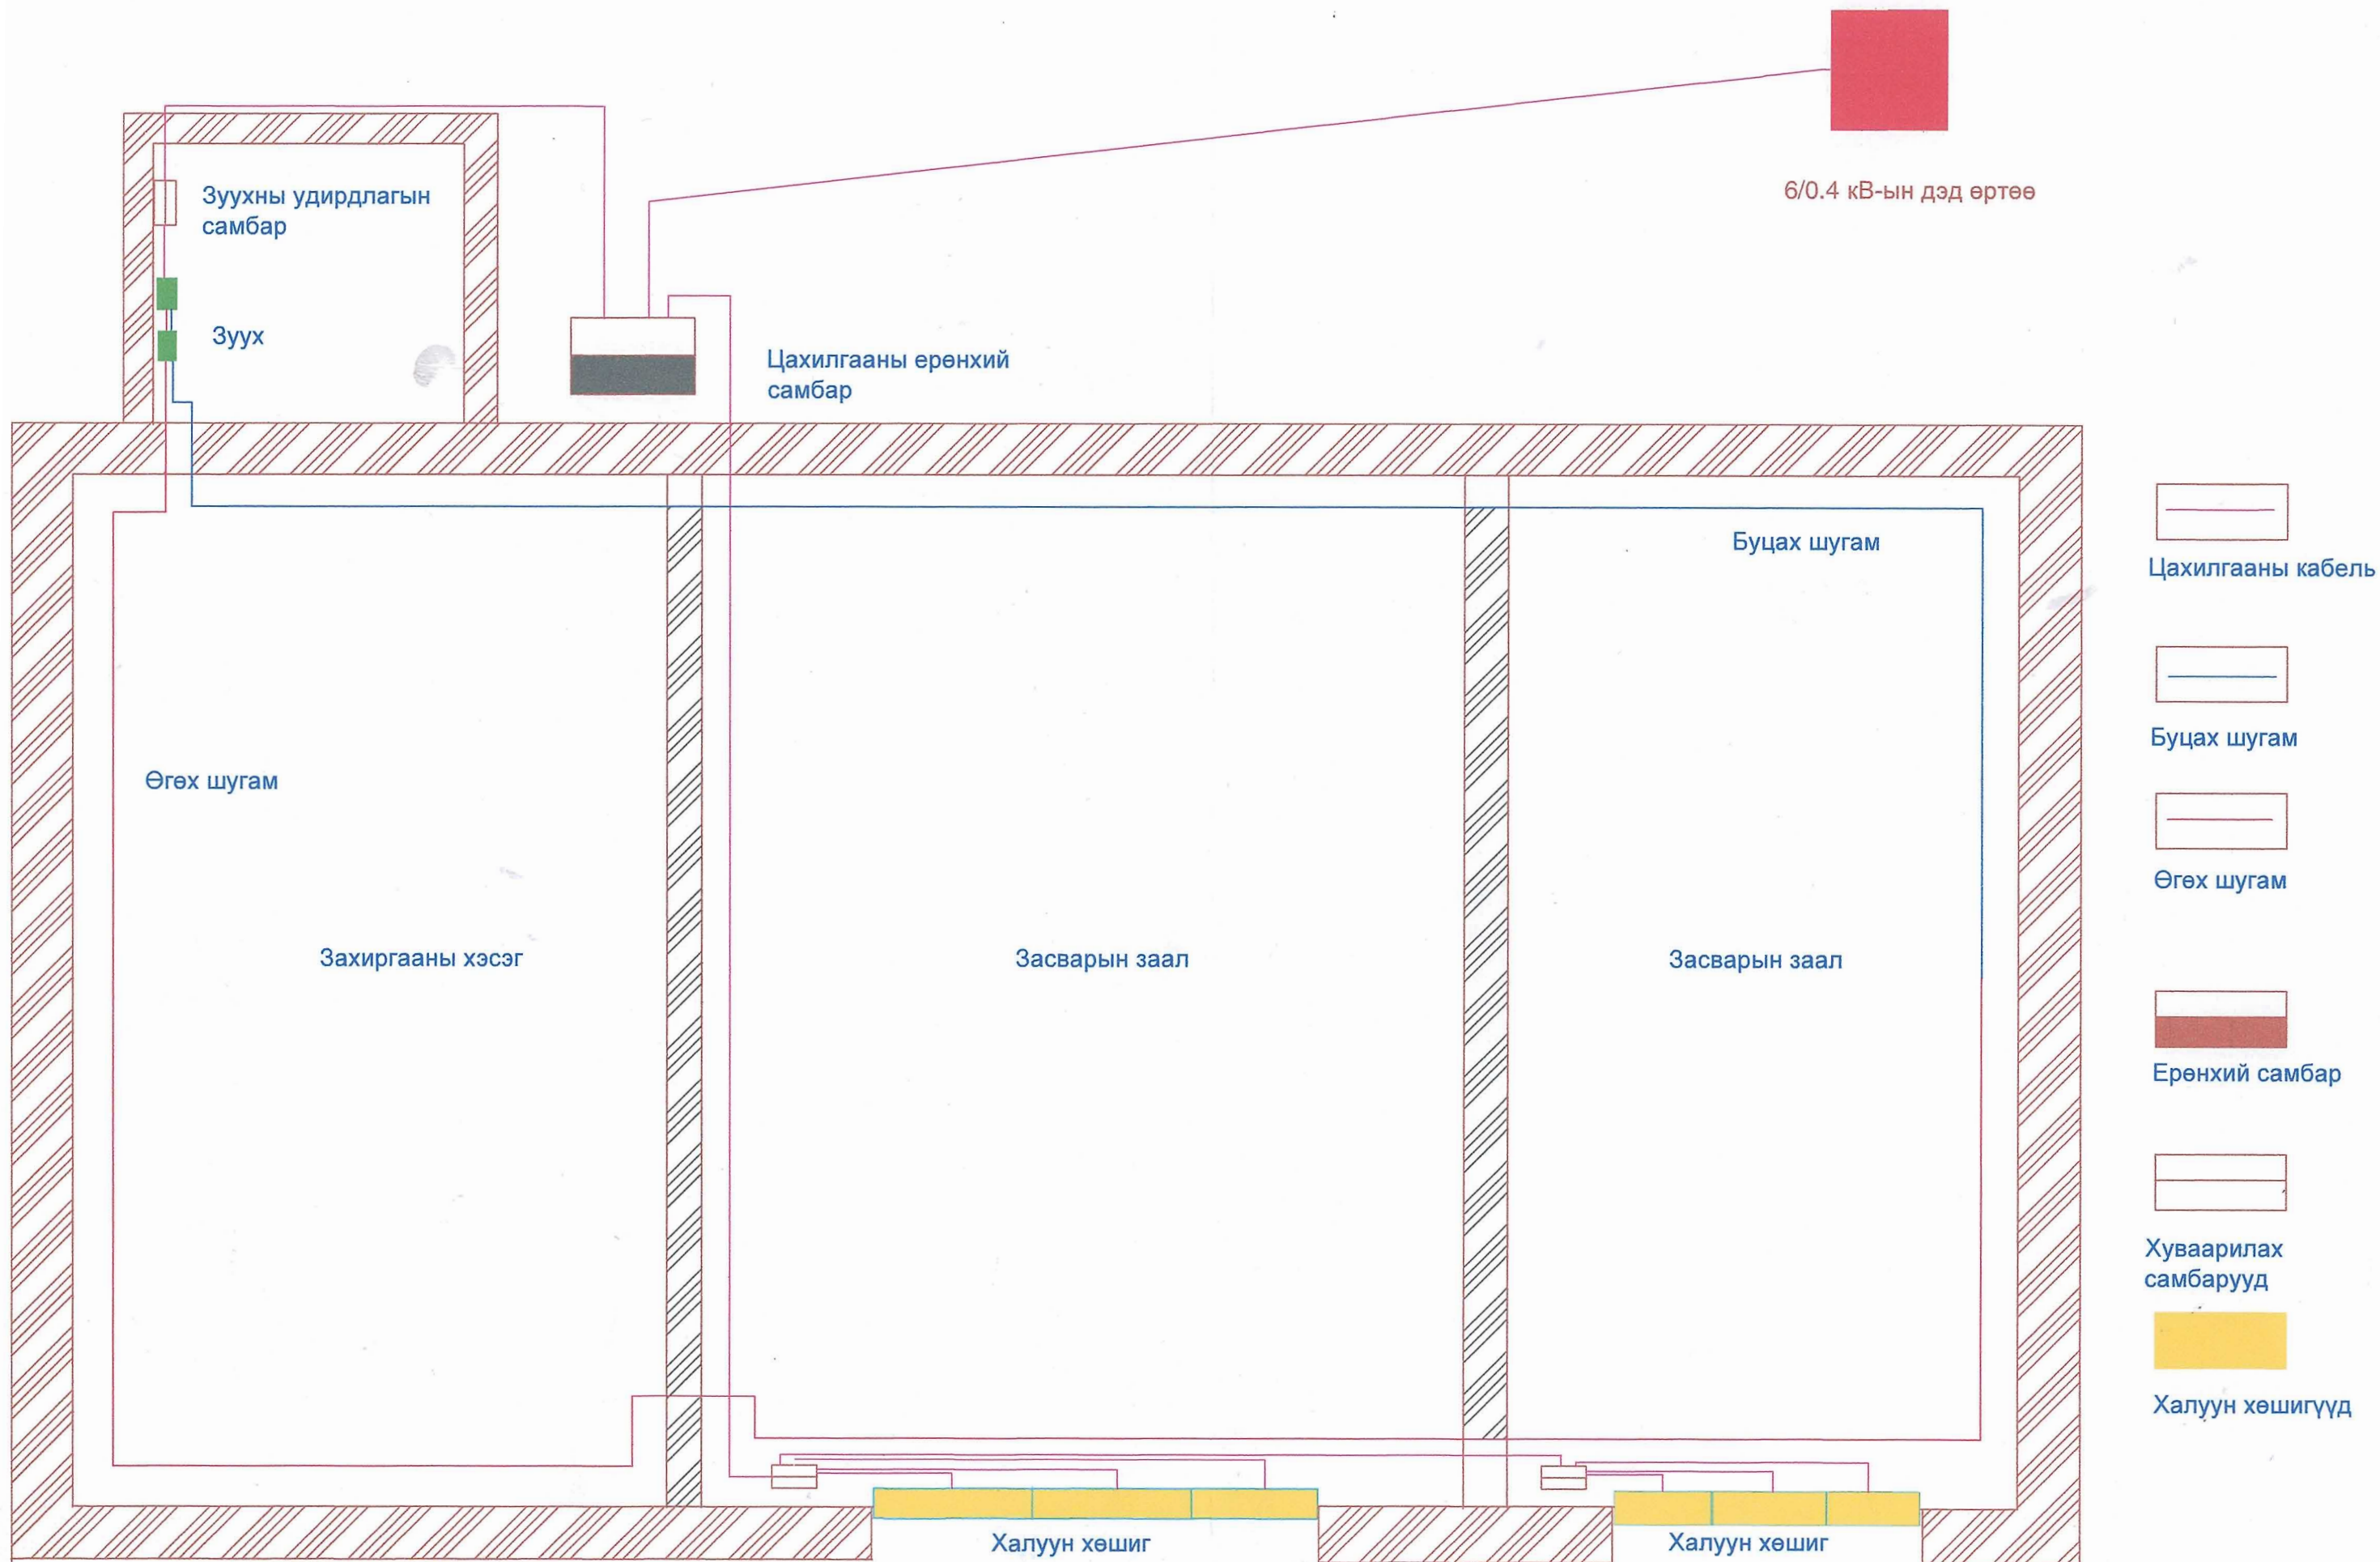 6/0.4 кВ-ын дэд өртөө
Зуухны удирдлагын
самбар
Зуух
Цахилгааны ерөнхий
самбар
Буцах шугам
Өгөх шугам
Захиргааны хэсэг
Засварын заал
Засварын заал
Халуун хөшиг
Халуун хөшиг
Цахилгааны кабель
Буцах шугам
Өгөх шугам
Ерөнхий самбар
Хуваарилах
самбарууд
Халуун хөшигүүд